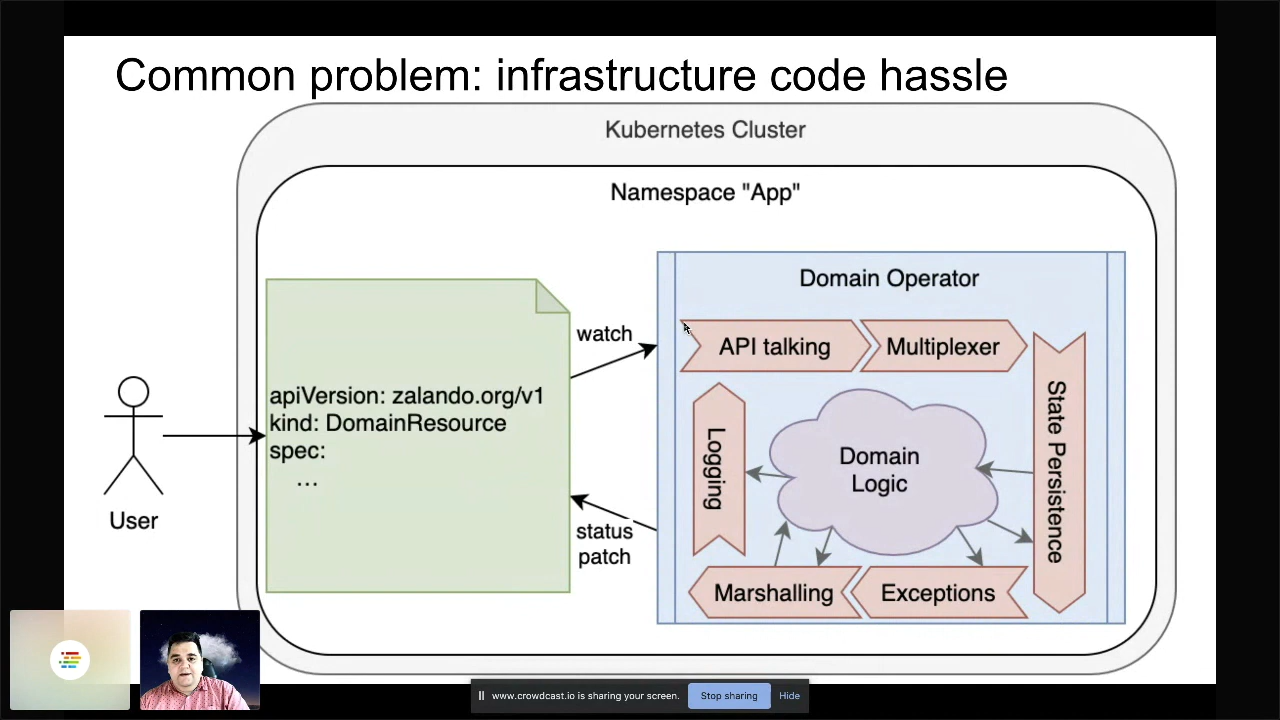 Common problem: infrastructure code hassle
Kubernetes Cluster
Namespace "App"
Domain Operator
watch
API talking
Multiplexer
apiVersion: zalando.org/v1
kind: DomainResource
spec:
...
State Persistence
Logging
Domain
Logic
User
status
patch
Marshalling
Exceptions
www.crowdcast.io is sharing your screen.
Stop sharing
Hide